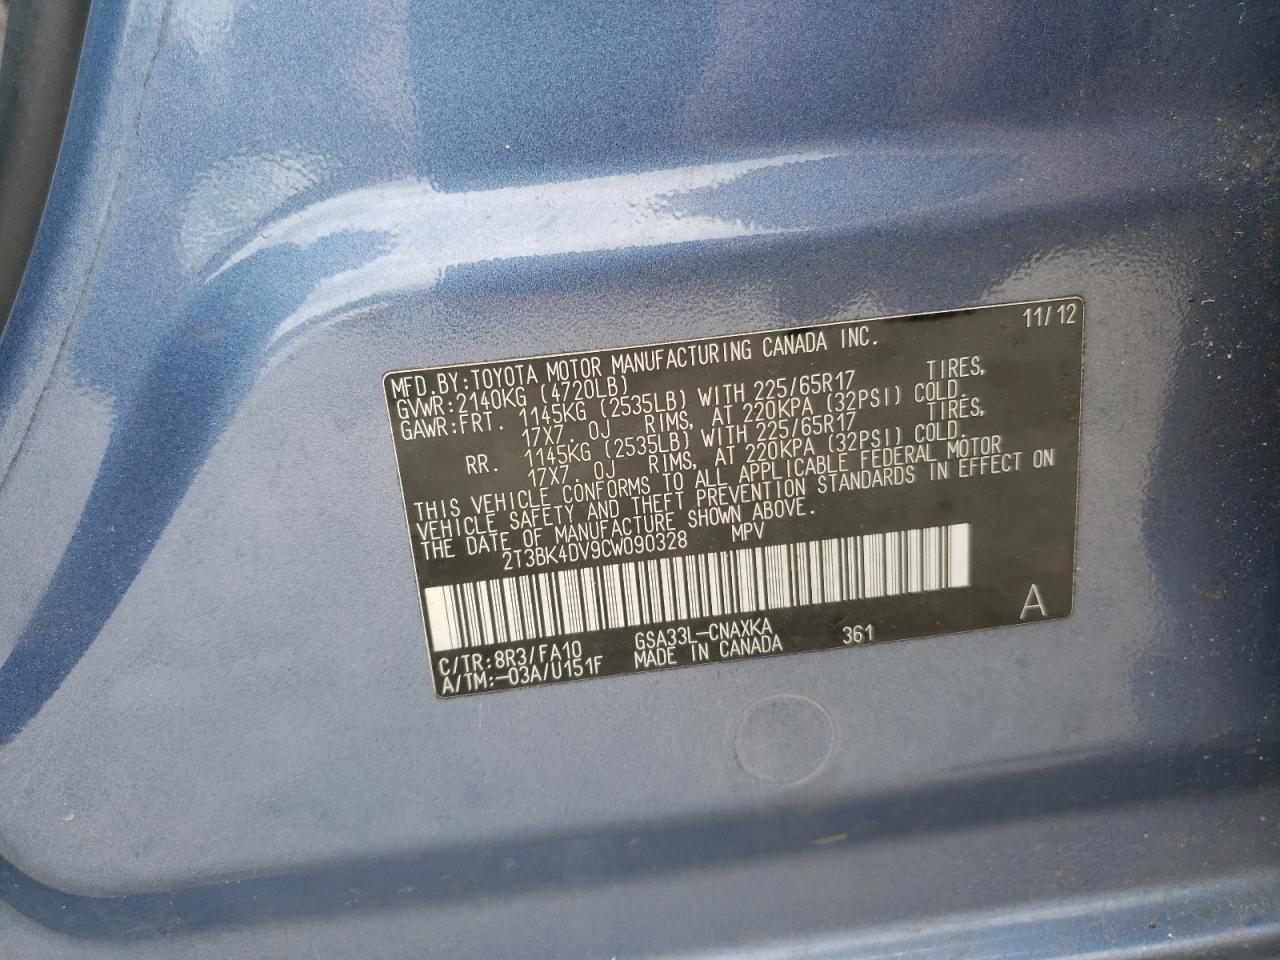 11/12
MFD.BY:TOYOTA MOTOR MANUFACTURING CANADA INC.
GVWR:2140KG (4720LB)
GAWR:FRT. 1145KG (2535LB) WITH 225/65R17 TIRES,
17X7.0J RIMS, AT 220KPA (32PSI) COLD.
RR. 1145KG (2535LB) WITH 225/65R17 TIRES,
17X7.0J RIMS, AT 220KPA (32PSI) COLD.
THIS VEHICLE CONFORMS TO ALL APPLICABLE FEDERAL MOTOR
VEHICLE SAFETY AND THEFT PREVENTION STANDARDS IN EFFECT ON
THE DATE OF MANUFACTURE SHOWN ABOVE.
2T3BK4DV9CW090328 MPV
A
C/TR:8R3/FA10 GSA33L-CNAXKA 361
A/TM:-03A/U151F MADE IN CANADA